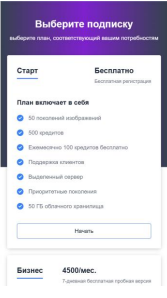 Выберите подписку
выберите план, соответствующий вашим потребностям
Старт
Бесплатно
Бесплатная регистрация
План включает в себя
50 поколений изображений
500 кредитов
Ежемесячно 100 кредитов бесплатно
Поддержка клиентов
Выделенный сервер
Приоритетные поколения
50 ГБ облачного хранилища
Начать
Бизнес
4500/мес.
7-дневная бесплатная пробная версия